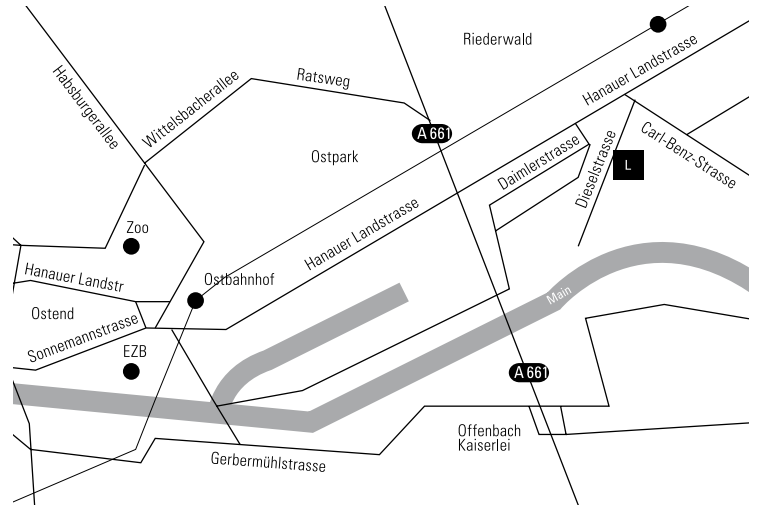 Riederwald
Hanauer Landstrasse
Habsburgerallee
Wittelsbacherallee
Ratsweg
A 661
Ostpark
Daimlerstrasse
Dieselstrasse
Carl-Benz-Strasse
L
Zoo
Hanauer Landstrasse
Hanauer Landstr
Ostbahnhof
Ostend
Sonnemannstrasse
Main
EZB
A 661
Offenbach
Kaiserlei
Gerbermühlstrasse